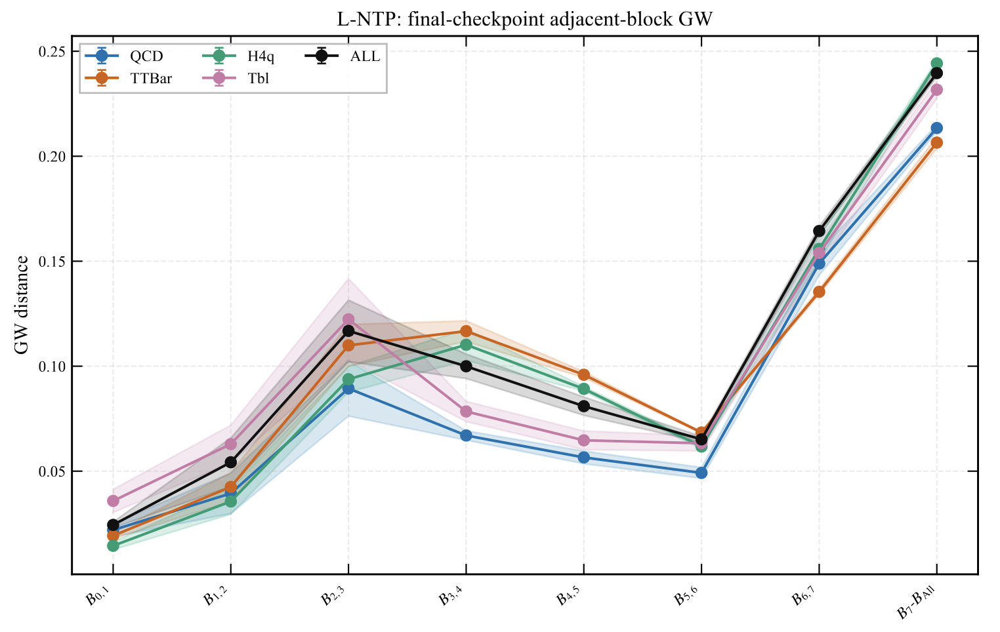 L-NTP: final-checkpoint adjacent-block GW
QCD H4q ALL
TTBar Tbl
0.25
0.20
0.15
0.10
0.05
GW distance
B0,1 B1,2 B2,3 B3,4 B4,5 B5,6 B6,7 B7-BAll